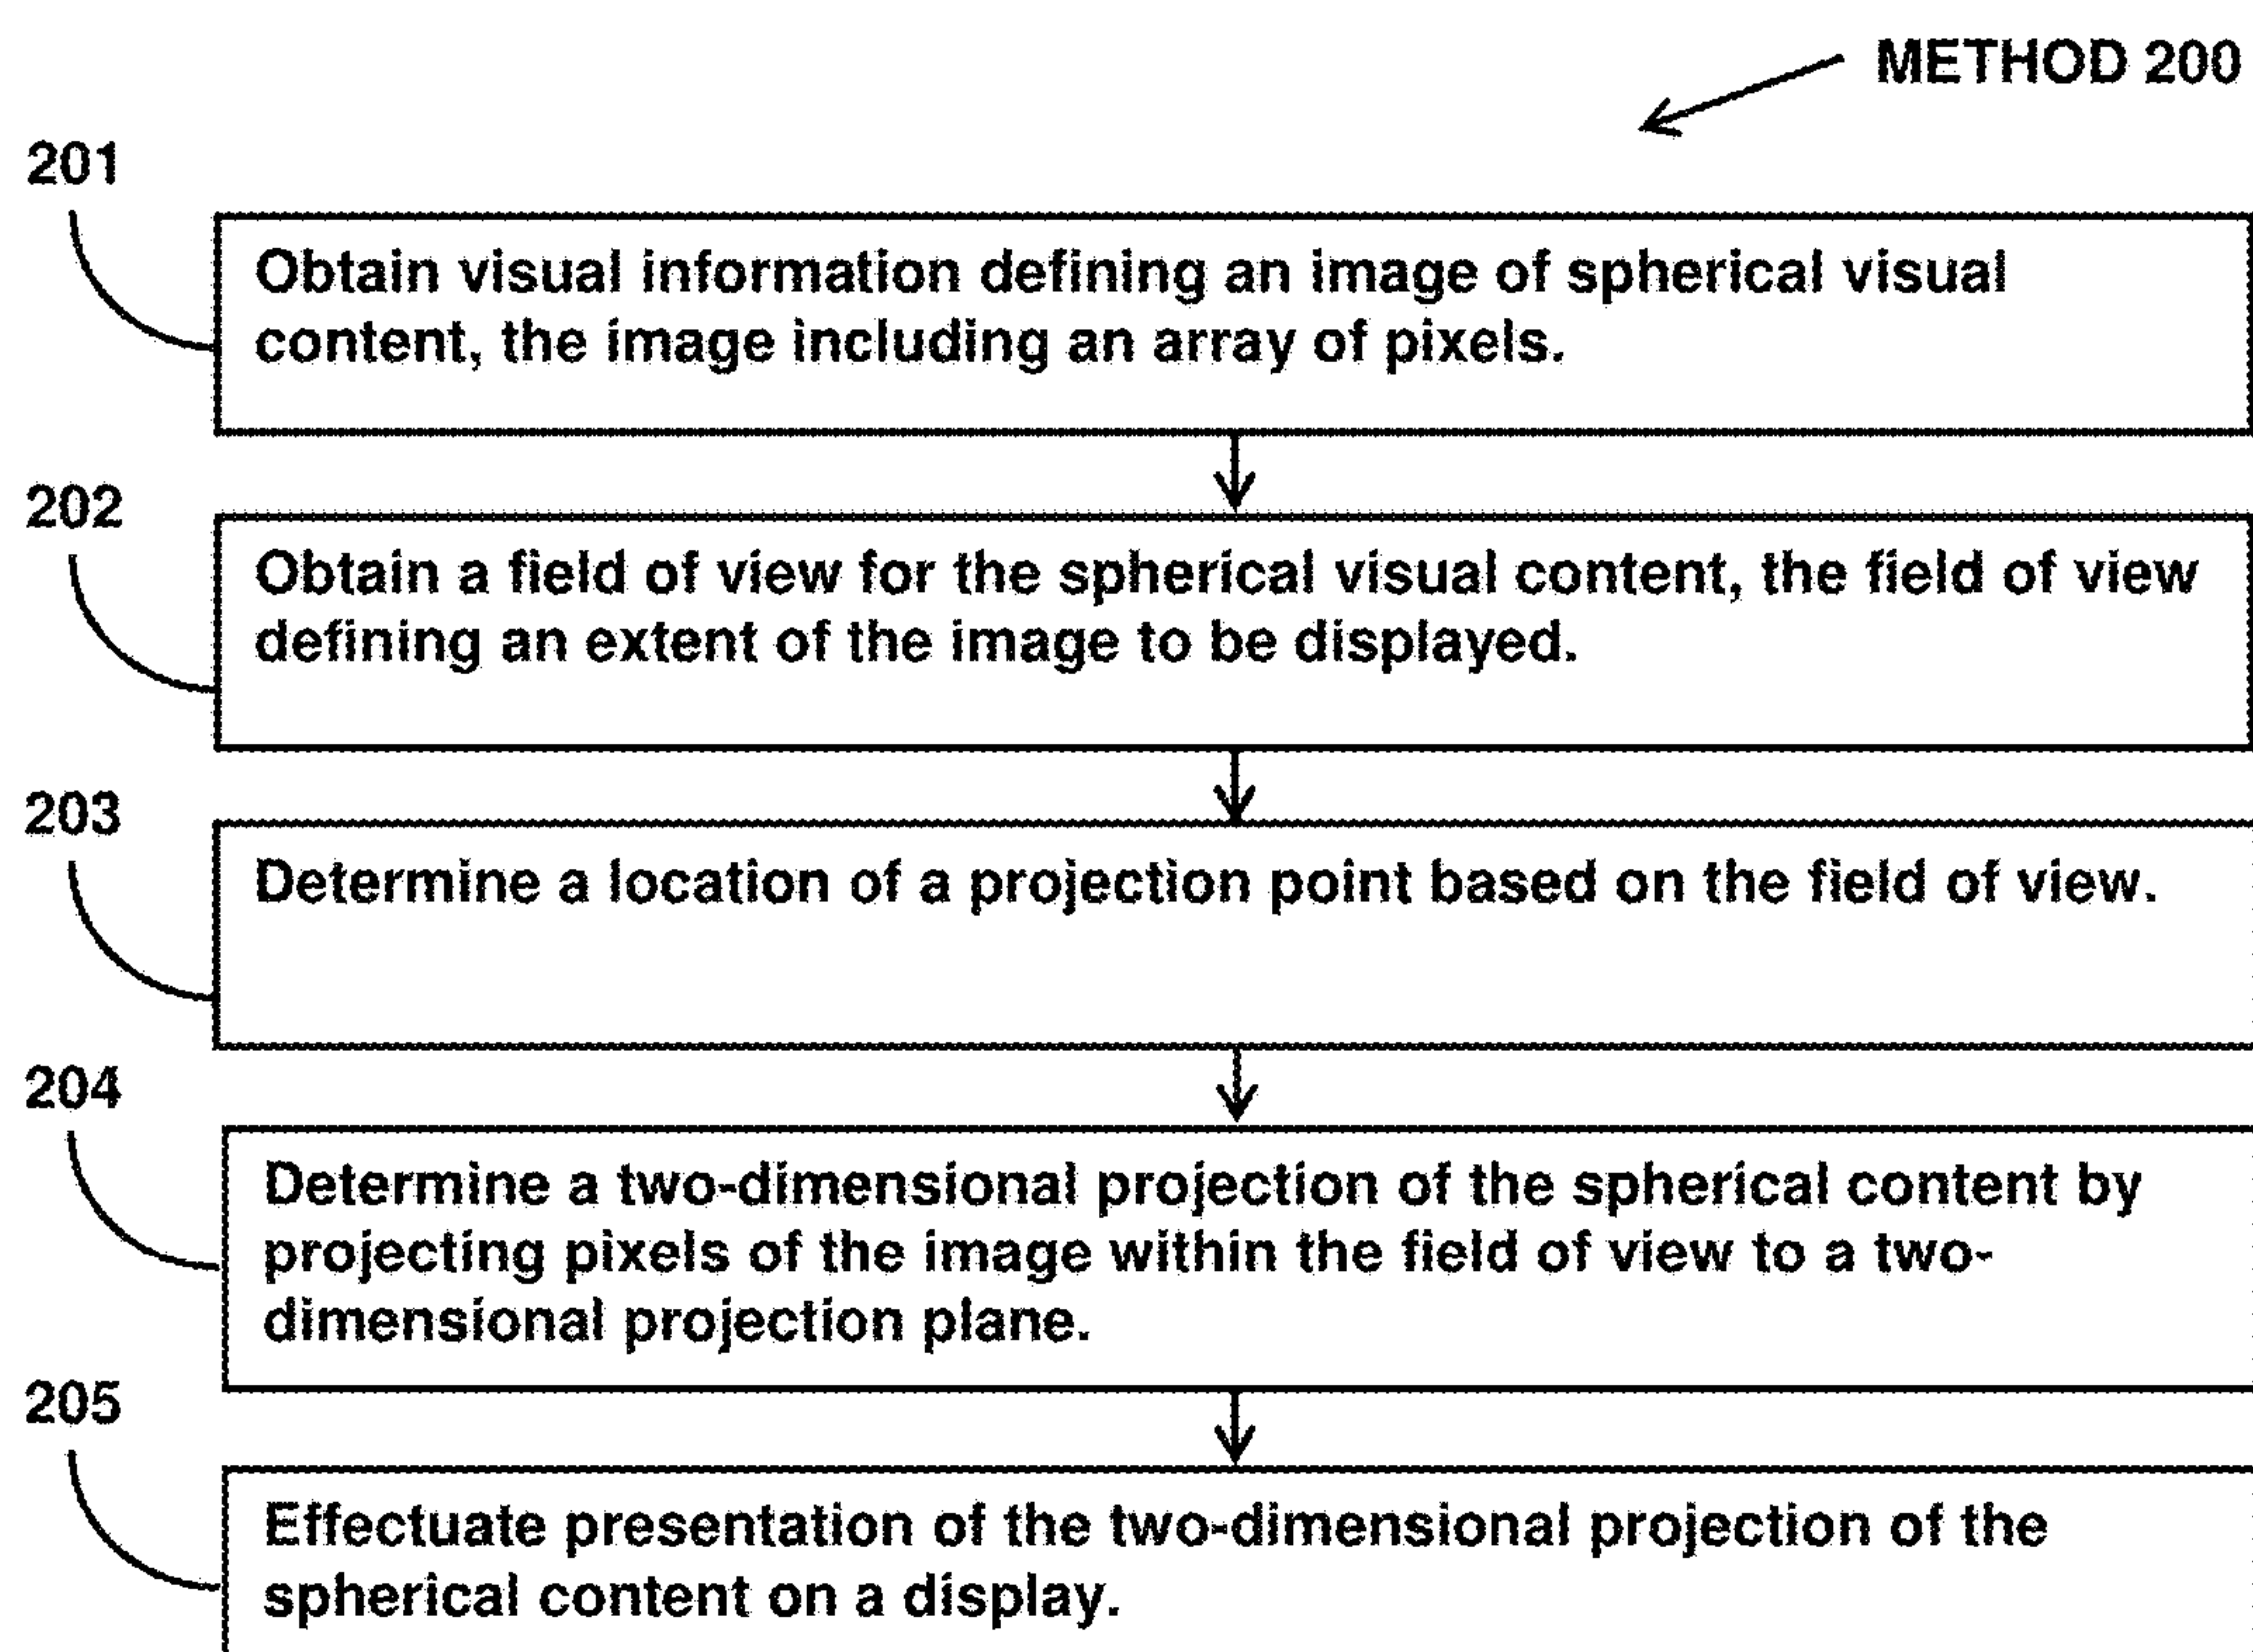 METHOD 200
201
Obtain visual information defining an image of spherical visual
content, the image including an array of pixels.
202
Obtain a field of view for the spherical visual content, the field of view
defining an extent of the image to be displayed.
203
Determine a location of a projection point based on the field of view.
204
Determine a two-dimensional projection of the spherical content by
projecting pixels of the image within the field of view to a two-
dimensional projection plane.
205
Effectuate presentation of the two-dimensional projection of the
spherical content on a display.